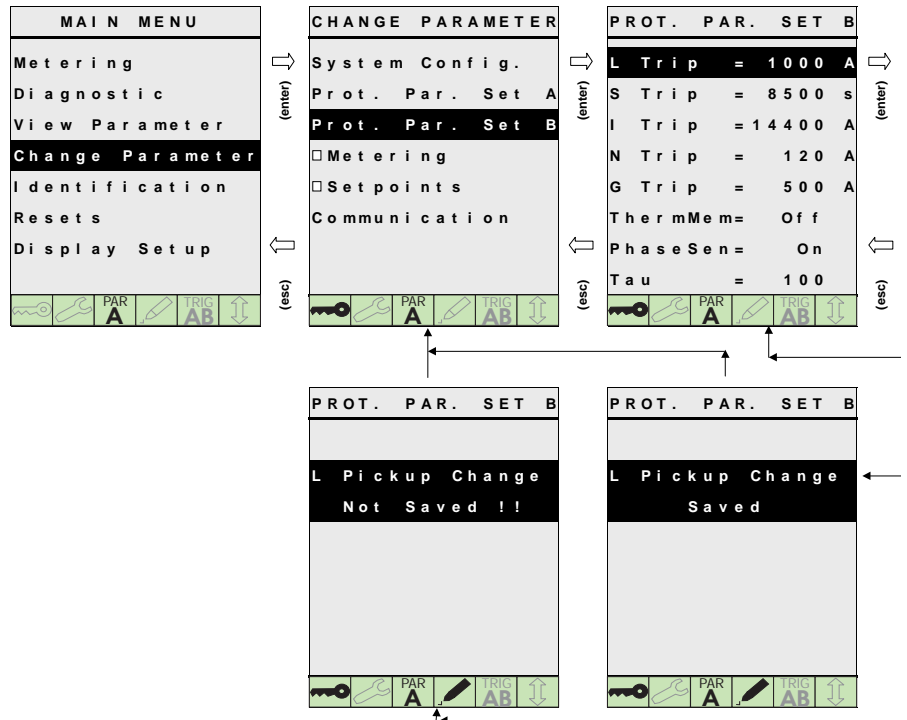 MAIN MENU
Metering
Diagnostic
View Parameter
Change Parameter
Identification
Resets
Display Setup
PAR
A
TRIG
AB
(enter)
(esc)
CHANGE PARAMETER
System Config.
Prot. Par. Set A
Prot. Par. Set B
Metering
Setpoints
Communication
PAR
A
TRIG
AB
(enter)
(esc)
PROT. PAR. SET B
L Trip = 1000 A
S Trip = 8500 s
I Trip =14400 A
N Trip = 120 A
G Trip = 500 A
ThermMem= Off
PhaseSen= On
Tau = 100
PAR
A
TRIG
AB
(enter)
(esc)
PROT. PAR. SET B
L Pickup Change
Not Saved !!
PAR
A
TRIG
AB
PROT. PAR. SET B
L Pickup Change
Saved
PAR
A
TRIG
AB